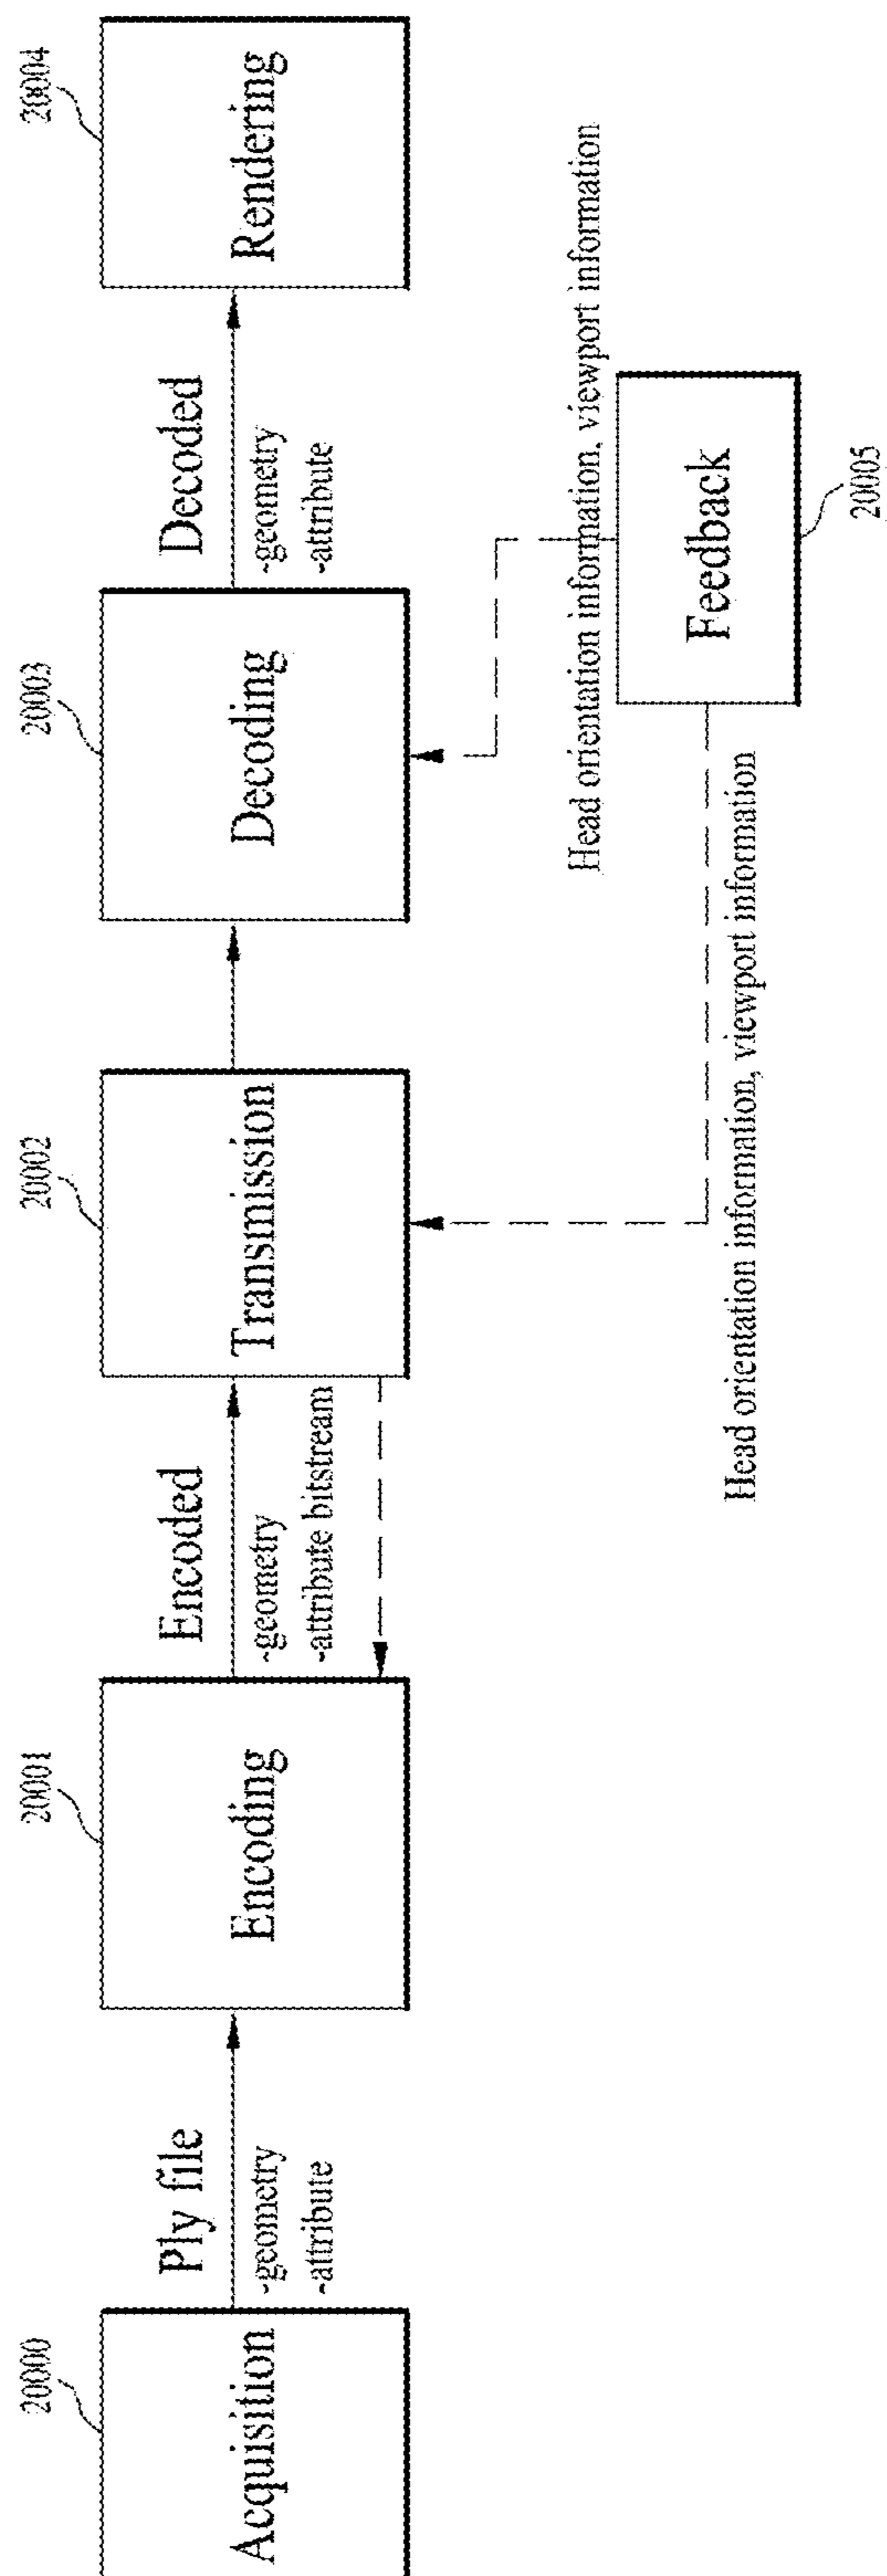 20000
Acquisition
Ply file
-geometry
-attribute
20001
Encoding
Encoded
-geometry
-attribute bitstream
20002
Transmission
20003
Decoding
Decoded
-geometry
-attribute
20004
Rendering
Head orientation information, viewport information
Feedback
20005
Head orientation information, viewport information